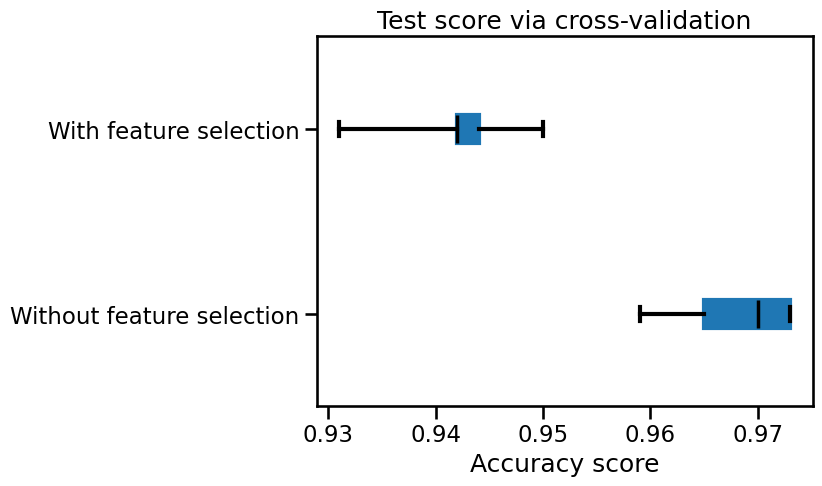 Test score via cross-validation
With feature selection
Without feature selection
0.93 0.94 0.95 0.96 0.97
Accuracy score